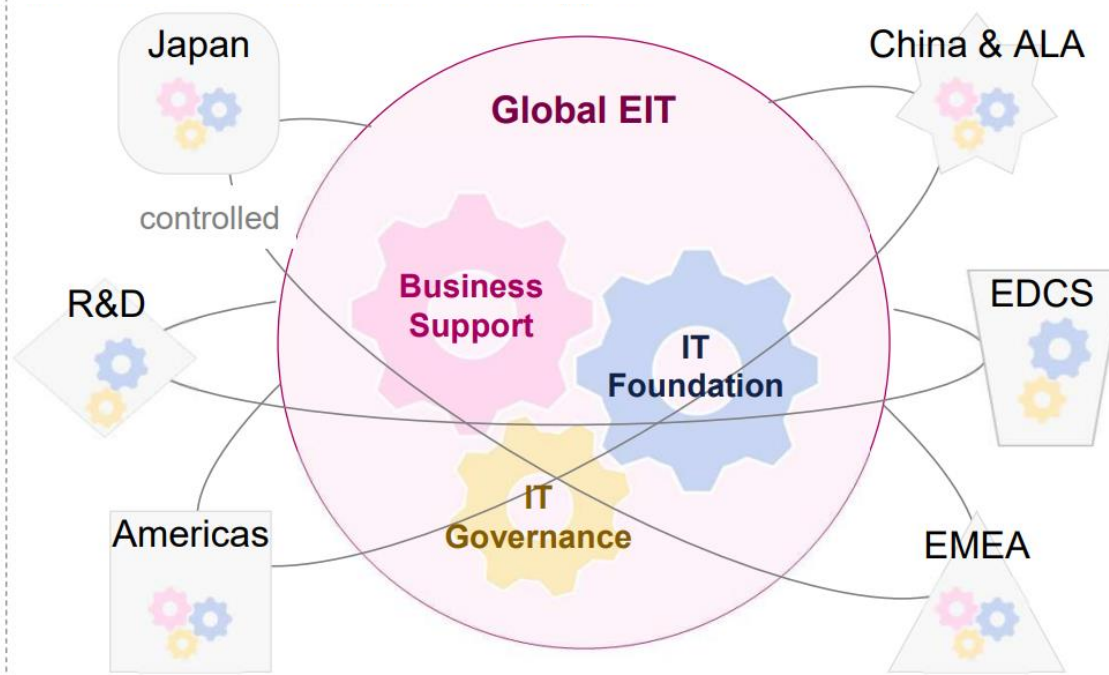 Japan
China & ALA
Global EIT
controlled
R&D
EDCS
Business
Support
IT
Foundation
IT
Governance
Americas
EMEA